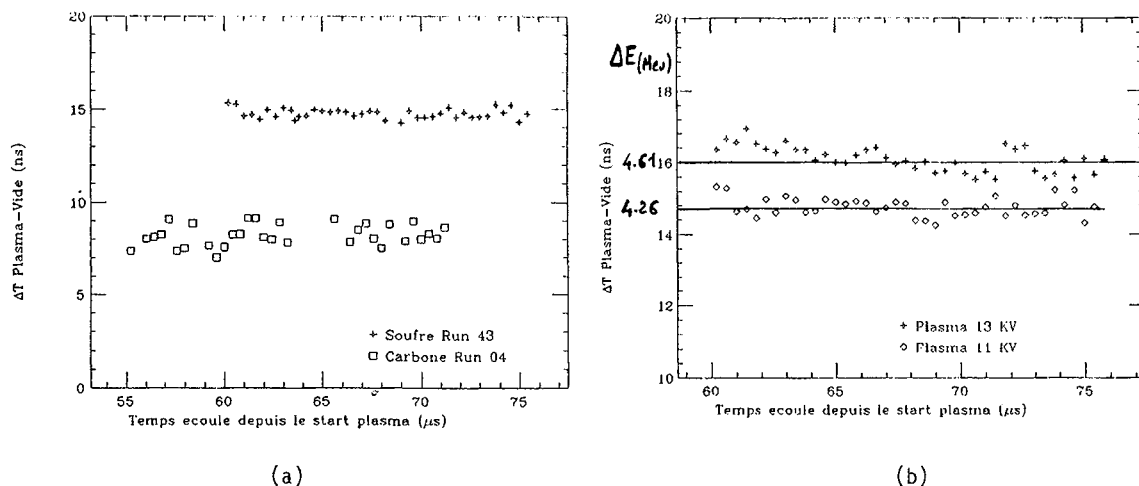 20
15
10
5
0
55
60
65
70
75
ΔT Plasma-Vide (ns)
+ Soufre Run 43
□ Carbone Run 04
Temps ecoule depuis le start plasma (μs)
(a)
20
18
16
14
12
10
ΔE(MeV)
4.61
4.26
60
65
70
75
ΔT Plasma-Vide (ns)
+ Plasma 13 KV
◇ Plasma 11 KV
Temps ecoule depuis le start plasma (μs)
(b)